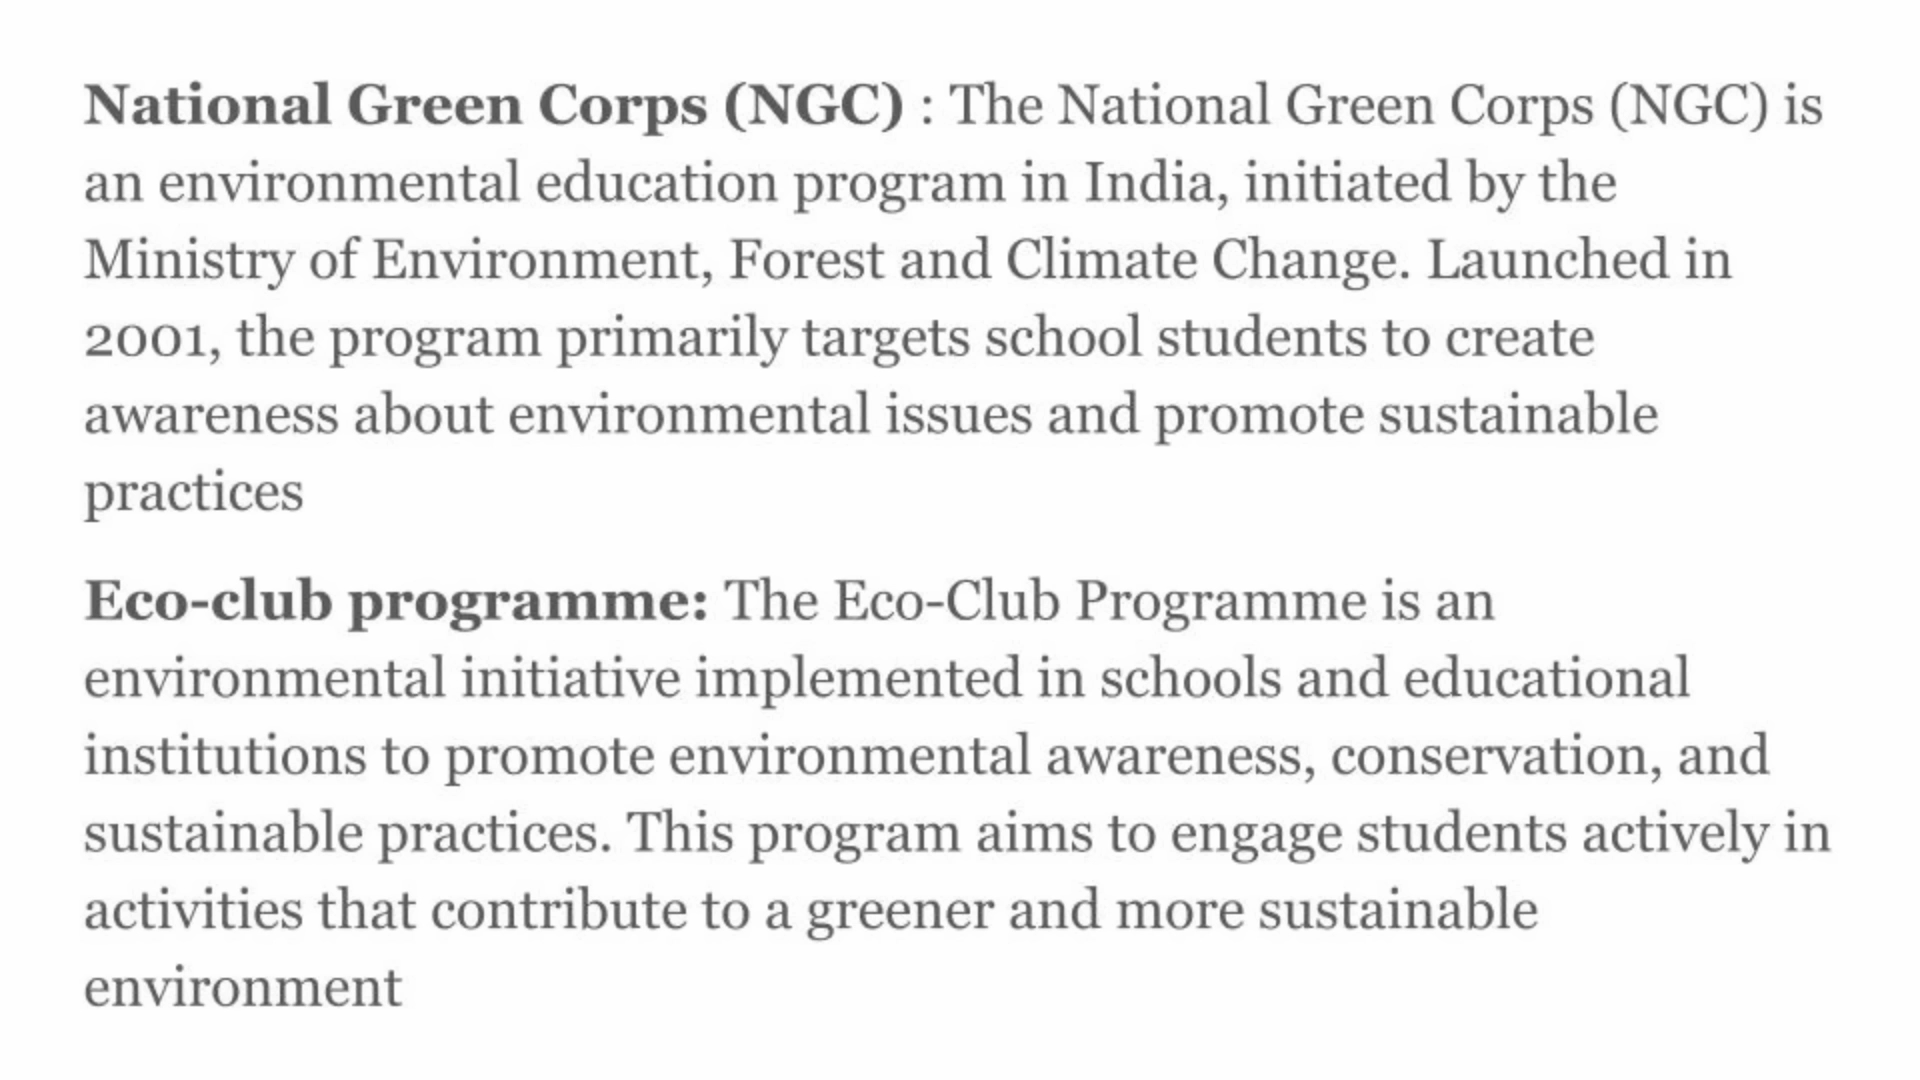 National Green Corps (NGC) : The National Green Corps (NGC) is
an environmental education program in India, initiated by the
Ministry of Environment, Forest and Climate Change. Launched in
2001, the program primarily targets school students to create
awareness about environmental issues and promote sustainable
practices
Eco-club programme: The Eco-Club Programme is an
environmental initiative implemented in schools and educational
institutions to promote environmental awareness, conservation, and
sustainable practices. This program aims to engage students actively in
activities that contribute to a greener and more sustainable
environment